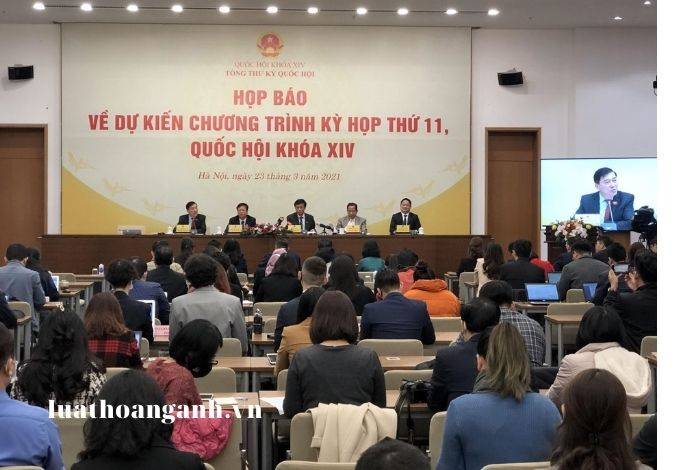 QUỐC HỘI KHÓA XIV
TỔNG THƯ KÝ QUỐC HỘI
HỌP BÁO
VỀ DỰ KIẾN CHƯƠNG TRÌNH KỲ HỌP THỨ 11,
QUỐC HỘI KHÓA XIV
Hà Nội, ngày 23 tháng 3 năm 2021
luathoanganh.vn